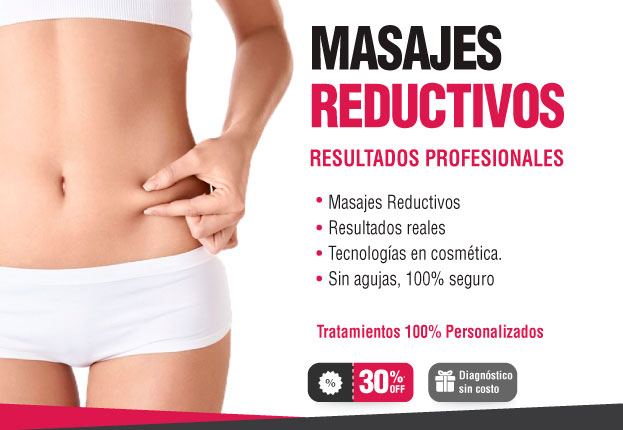 MASAJES
REDUCTIVOS
RESULTADOS PROFESIONALES
• Masajes Reductivos
• Resultados reales
• Tecnologías en cosmética.
• Sin agujas, 100% seguro
Tratamientos 100% Personalizados
%
30%
OFF
Diagnóstico
sin costo